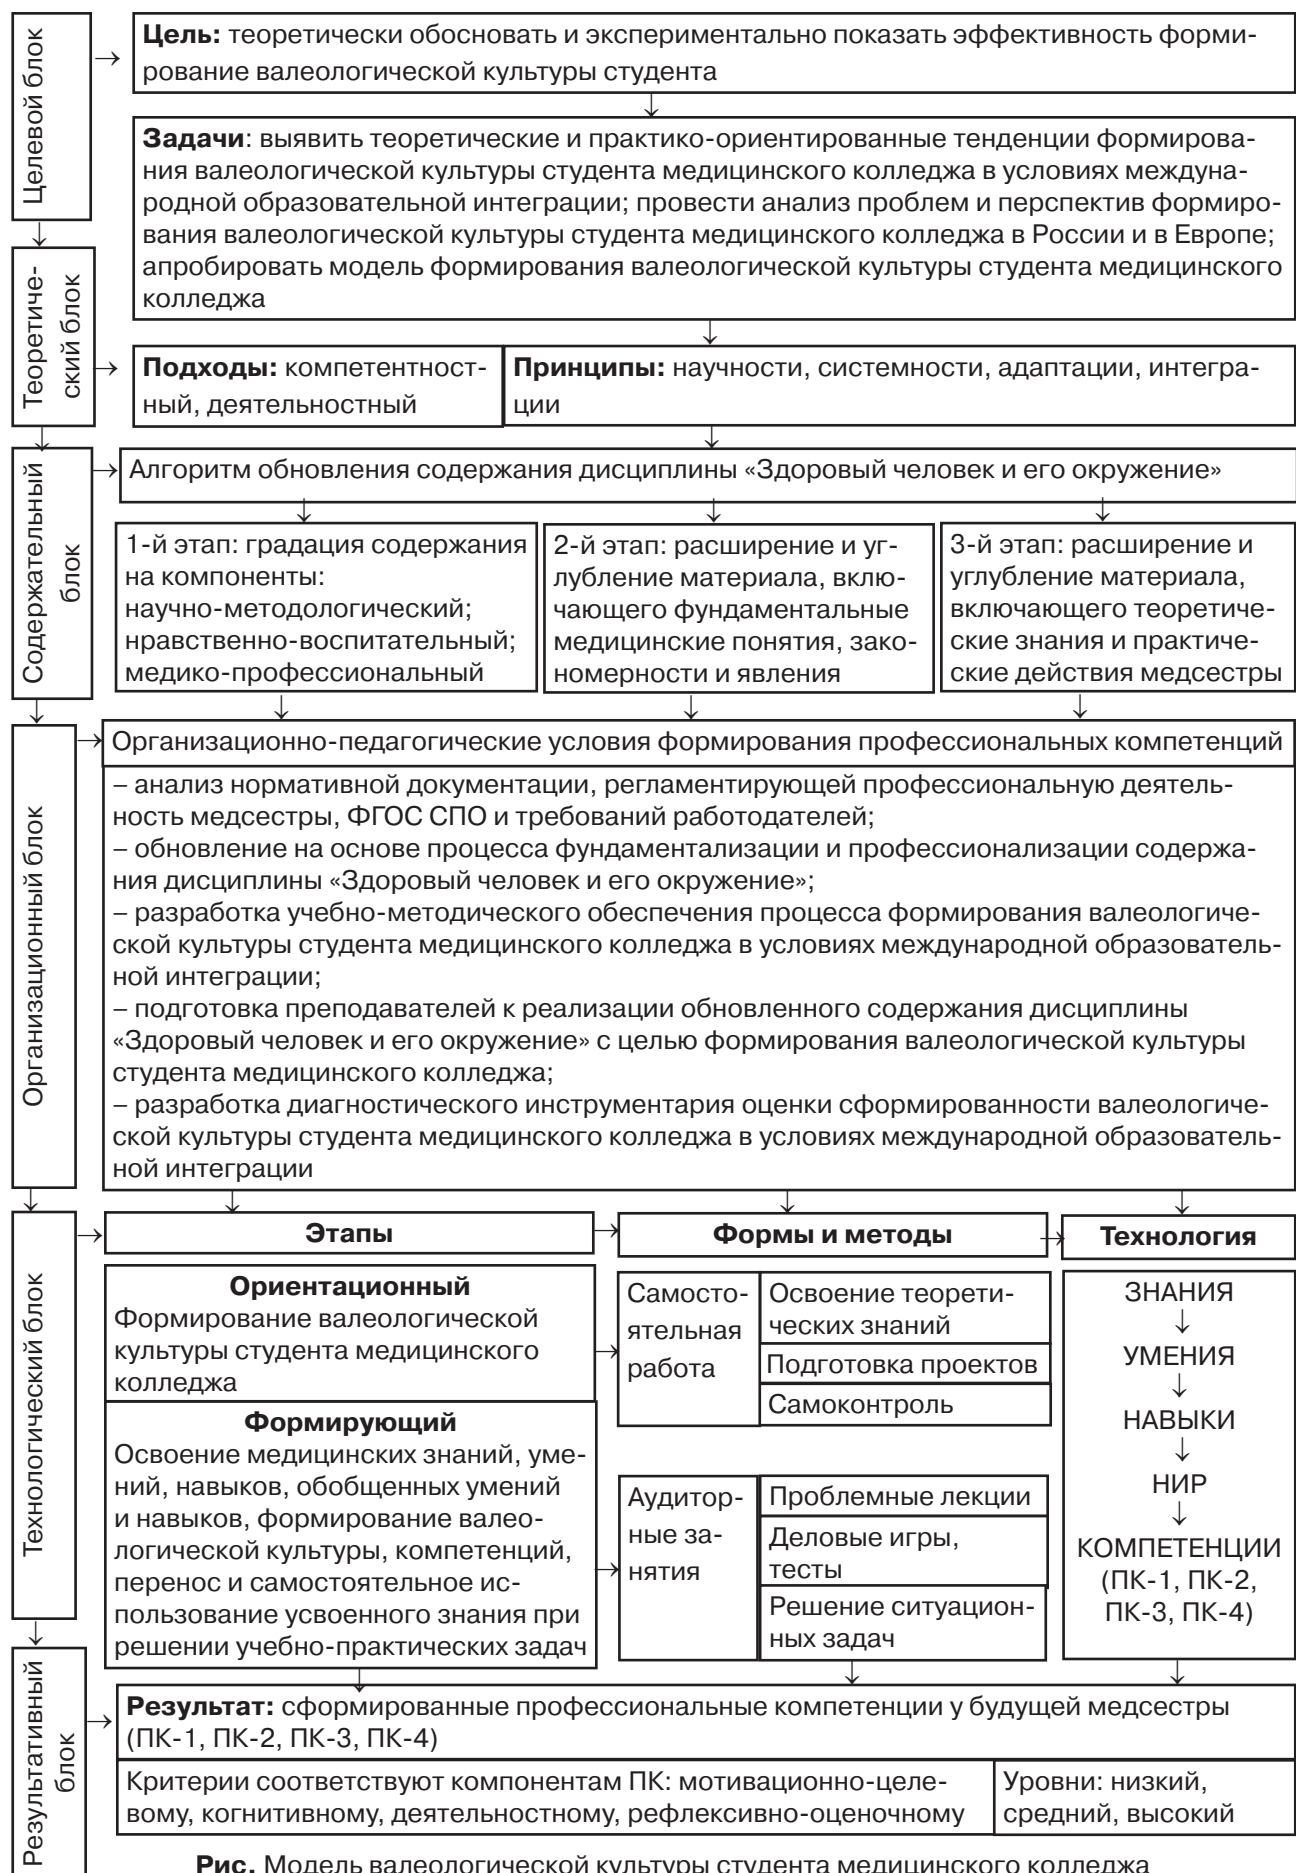 Целевой блок
Цель: теоретически обосновать и экспериментально показать эффективность форми-
рование валеологической культуры студента
Задачи: выявить теоретические и практико-ориентированные тенденции формирова-
ния валеологической культуры студента медицинского колледжа в условиях междуна-
родной образовательной интеграции; провести анализ проблем и перспектив формиро-
вания валеологической культуры студента медицинского колледжа в России и в Европе;
апробировать модель формирования валеологической культуры студента медицинского
колледжа
Теоретиче-
ский блок
Подходы: компетентност-
ный, деятельностный
Принципы: научности, системности, адаптации, интегра-
ции
Содержательный
блок
Алгоритм обновления содержания дисциплины «Здоровый человек и его окружение»
1-й этап: градация содержания
на компоненты:
научно-методологический;
нравственно-воспитательный;
медико-профессиональный
2-й этап: расширение и уг-
лубление материала, вклю-
чающего фундаментальные
медицинские понятия, зако-
номерности и явления
3-й этап: расширение и
углубление материала,
включающего теоретиче-
ские знания и практиче-
ские действия медсестры
Организационный блок
Организационно-педагогические условия формирования профессиональных компетенций
– анализ нормативной документации, регламентирующей профессиональную деятель-
ность медсестры, ФГОС СПО и требований работодателей;
– обновление на основе процесса фундаментализации и профессионализации содержа-
ния дисциплины «Здоровый человек и его окружение»;
– разработка учебно-методического обеспечения процесса формирования валеологиче-
ской культуры студента медицинского колледжа в условиях международной образователь-
ной интеграции;
– подготовка преподавателей к реализации обновленного содержания дисциплины
«Здоровый человек и его окружение» с целью формирования валеологической культуры
студента медицинского колледжа;
– разработка диагностического инструментария оценки сформированности валеологиче-
ской культуры студента медицинского колледжа в условиях международной образователь-
ной интеграции
Технологический блок
Этапы
Ориентационный
Формирование валеологической
культуры студента медицинского
колледжа
Формирующий
Освоение медицинских знаний, уме-
ний, навыков, обобщенных умений
и навыков, формирование валео-
логической культуры, компетенций,
перенос и самостоятельное ис-
пользование усвоенного знания при
решении учебно-практических задач
Формы и методы
Самосто-
ятельная
работа
Освоение теорети-
ческих знаний
Подготовка проектов
Самоконтроль
Аудитор-
ные за-
нятия
Проблемные лекции
Деловые игры,
тесты
Решение ситуацион-
ных задач
Технология
ЗНАНИЯ
УМЕНИЯ
НАВЫКИ
НИР
КОМПЕТЕНЦИИ
(ПК-1, ПК-2,
ПК-3, ПК-4)
Результативный
блок
Результат: сформированные профессиональные компетенции у будущей медсестры
(ПК-1, ПК-2, ПК-3, ПК-4)
Критерии соответствуют компонентам ПК: мотивационно-целе-
вому, когнитивному, деятельностному, рефлексивно-оценочному
Уровни: низкий,
средний, высокий
Рис. Модель валеологической культуры студента медицинского колледжа